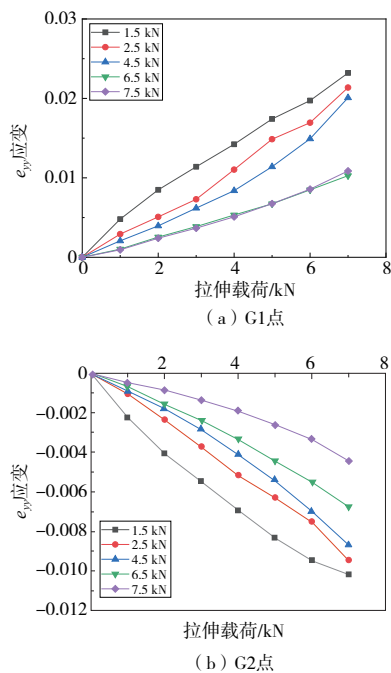 0.03
1.5 kN
2.5 kN
4.5 kN
6.5 kN
7.5 kN
0.02
e_yy应变
0.01
0
0 2 4 6 8
拉伸载荷/kN
（a）G1点
0 2 4 6 8
-0.002
-0.004
e_yy应变
-0.006
-0.008
1.5 kN
2.5 kN
4.5 kN
6.5 kN
7.5 kN
-0.010
-0.012
拉伸载荷/kN
（b）G2点